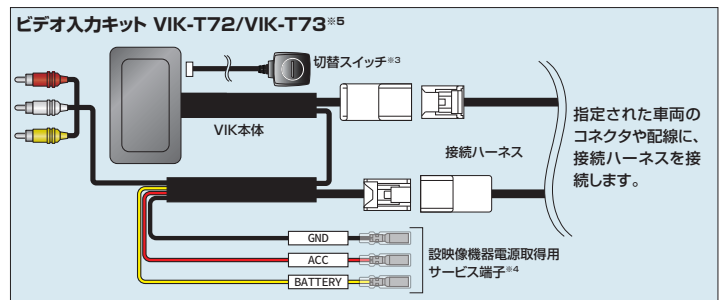 ビデオ入力キット VIK-T72/VIK-T73※5
切替スイッチ※3
VIK本体
接続ハーネス
指定された車両の
コネクタや配線に、
接続ハーネスを接
続します。
GND
ACC
BATTERY
設映像機器電源取得用
サービス端子※4